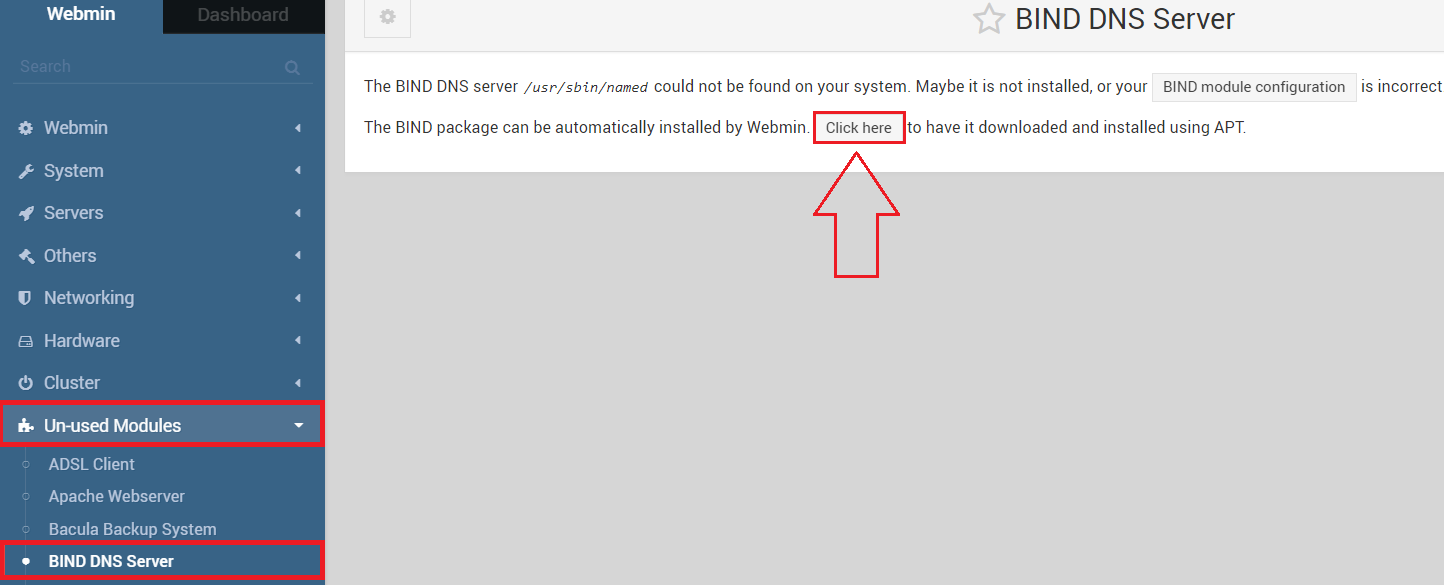 Webmin
Dashboard
Search
Webmin
System
Servers
Others
Networking
Hardware
Cluster
Un-used Modules
ADSL Client
Apache Webserver
Bacula Backup System
BIND DNS Server
BIND DNS Server
The BIND DNS server /usr/sbin/named could not be found on your system. Maybe it is not installed, or your BIND module configuration is incorrect
The BIND package can be automatically installed by Webmin. Click here to have it downloaded and installed using APT.